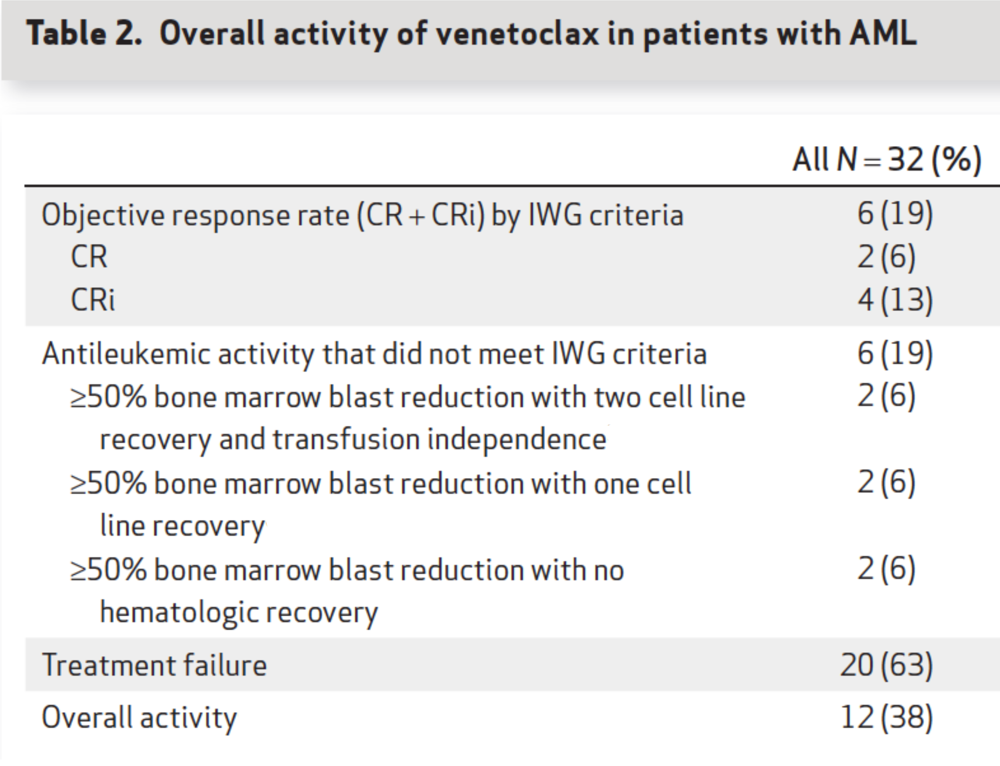 Table 2. Overall activity of venetoclax in patients with AML
All N = 32 (%)
Objective response rate (CR + CRi) by IWG criteria 6 (19)
CR 2 (6)
CRi 4 (13)
Antileukemic activity that did not meet IWG criteria 6 (19)
≥50% bone marrow blast reduction with two cell line 2 (6)
recovery and transfusion independence
≥50% bone marrow blast reduction with one cell 2 (6)
line recovery
≥50% bone marrow blast reduction with no 2 (6)
hematologic recovery
Treatment failure 20 (63)
Overall activity 12 (38)